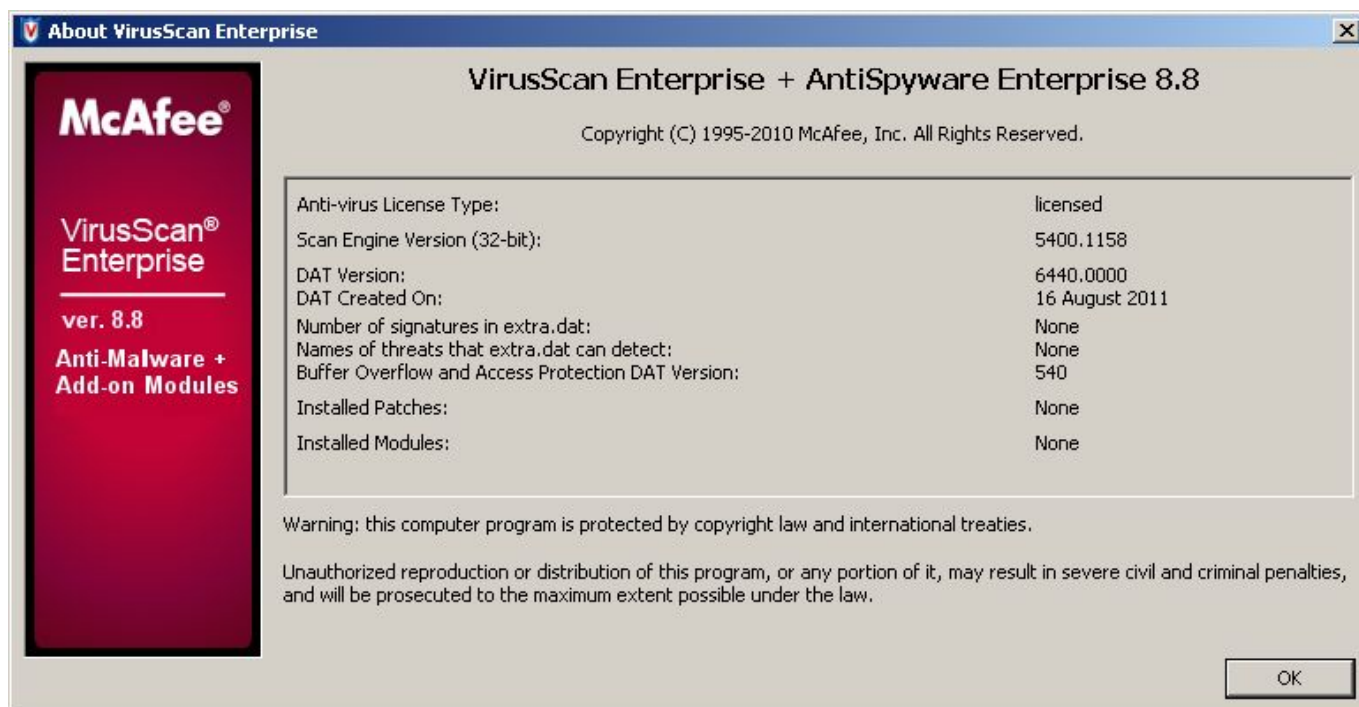 About VirusScan Enterprise
McAfee®
VirusScan®
Enterprise
ver. 8.8
Anti-Malware +
Add-on Modules
VirusScan Enterprise + AntiSpyware Enterprise 8.8
Copyright (C) 1995-2010 McAfee, Inc. All Rights Reserved.
Anti-virus License Type: licensed
Scan Engine Version (32-bit): 5400.1158
DAT Version: 6440.0000
DAT Created On: 16 August 2011
Number of signatures in extra.dat: None
Names of threats that extra.dat can detect: None
Buffer Overflow and Access Protection DAT Version: 540
Installed Patches: None
Installed Modules: None
Warning: this computer program is protected by copyright law and international treaties.
Unauthorized reproduction or distribution of this program, or any portion of it, may result in severe civil and criminal penalties,
and will be prosecuted to the maximum extent possible under the law.
OK